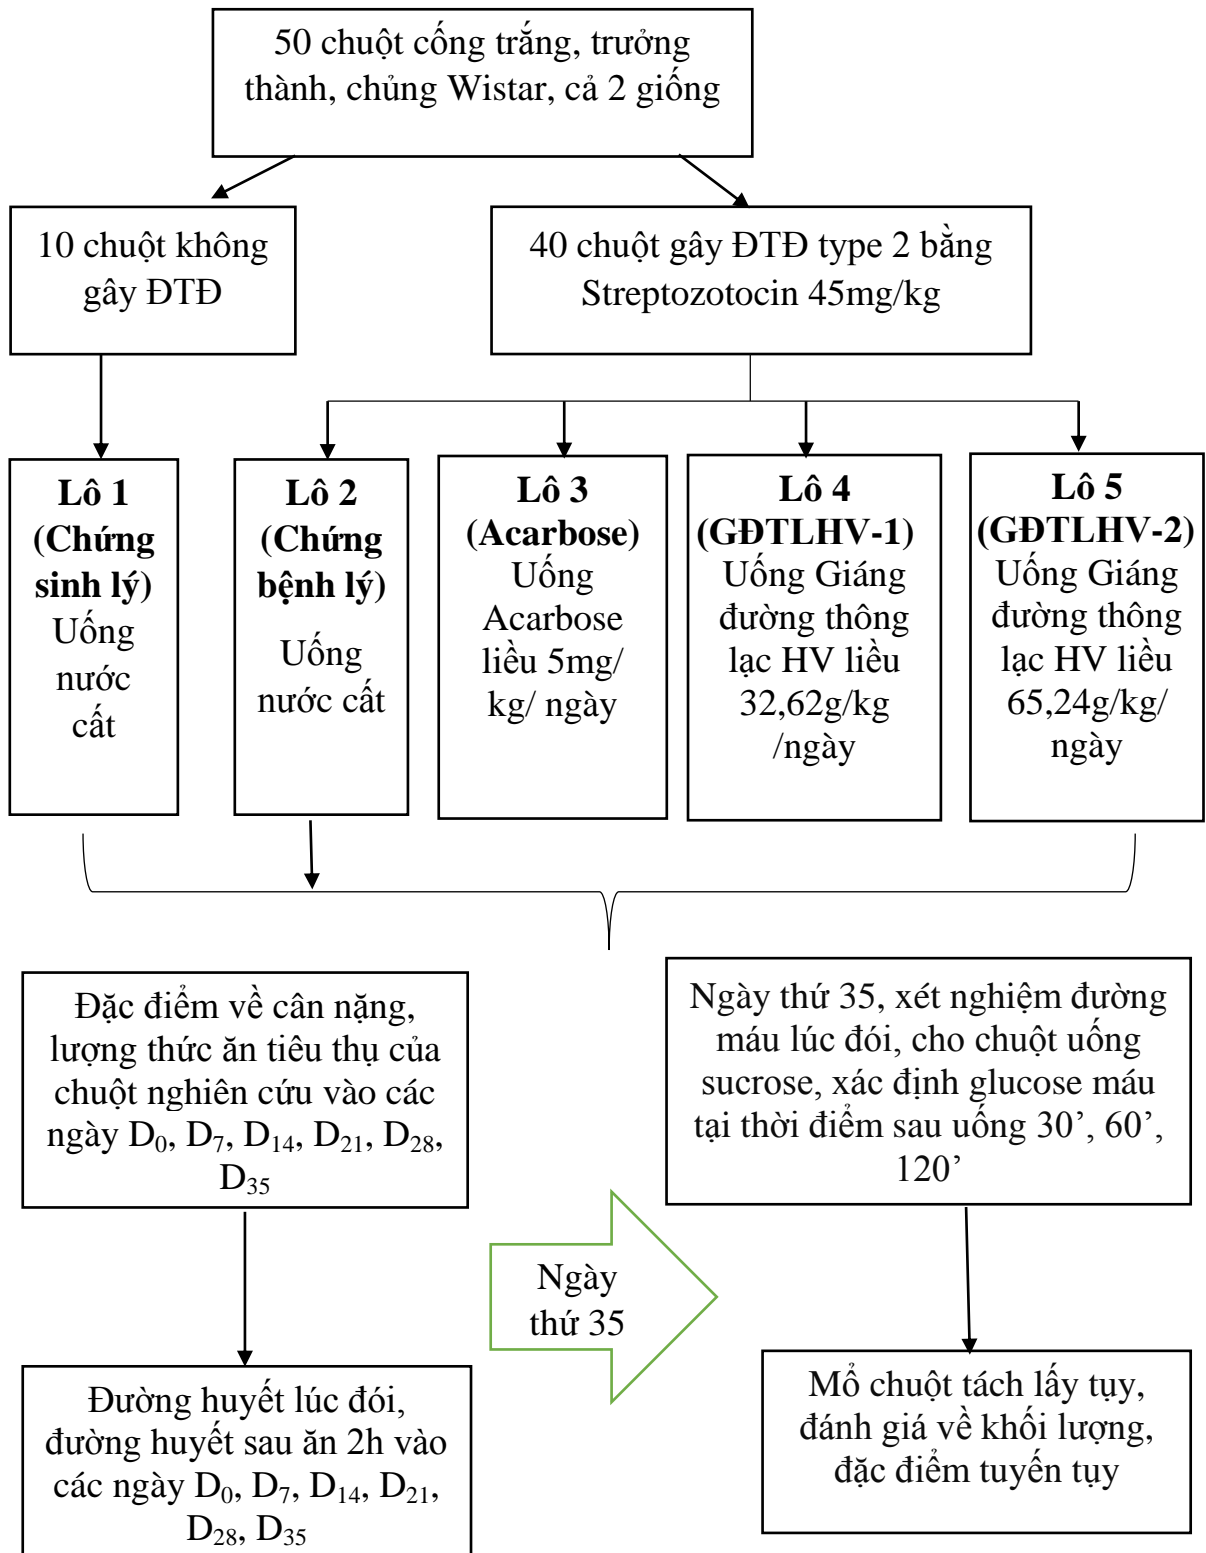 50 chuột cống trắng, trưởng
thành, chủng Wistar, cả 2 giống
10 chuột không
gây ĐTĐ
40 chuột gây ĐTĐ type 2 bằng
Streptozotocin 45mg/kg
Lô 1
(Chứng
sinh lý)
Uống
nước
cất
Lô 2
(Chứng
bệnh lý)
Uống
nước cất
Lô 3
(Acarbose)
Uống
Acarbose
liều 5mg/
kg/ ngày
Lô 4
(GĐTLHV-1)
Uống Giáng
đường thông
lạc HV liều
32,62g/kg
/ngày
Lô 5
(GĐTLHV-2)
Uống Giáng
đường thông
lạc HV liều
65,24g/kg/
ngày
Đặc điểm về cân nặng,
lượng thức ăn tiêu thụ của
chuột nghiên cứu vào các
ngày D₀, D₇, D₁₄, D₂₁, D₂₈,
D₃₅
Đường huyết lúc đói,
đường huyết sau ăn 2h vào
các ngày D₀, D₇, D₁₄, D₂₁,
D₂₈, D₃₅
Ngày
thứ 35
Ngày thứ 35, xét nghiệm đường
máu lúc đói, cho chuột uống
sucrose, xác định glucose máu
tại thời điểm sau uống 30’, 60’,
120’
Mổ chuột tách lấy tụy,
đánh giá về khối lượng,
đặc điểm tuyến tụy